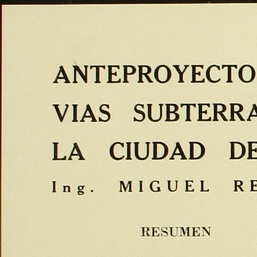 ANTEPROYECTO
VIAS SUBTERRA
LA CIUDAD DE
Ing. MIGUEL RE
RESUMEN